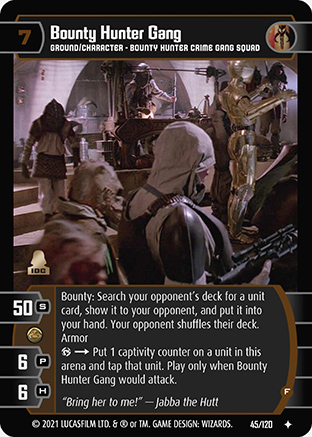 7 Bounty Hunter Gang
GROUND/CHARACTER - BOUNTY HUNTER CRIME GANG SQUAD
IDC
50 S
Bounty: Search your opponent's deck for a unit
card, show it to your opponent, and put it into
your hand. Your opponent shuffles their deck.
Armor
→ Put 1 captivity counter on a unit in this
arena and tap that unit. Play only when Bounty
Hunter Gang would attack.
6 P
6 H
"Bring her to me!" — Jabba the Hutt
F
© 2021 LUCASFILM LTD. & ® or TM. GAME DESIGN: WIZARDS. 45/120